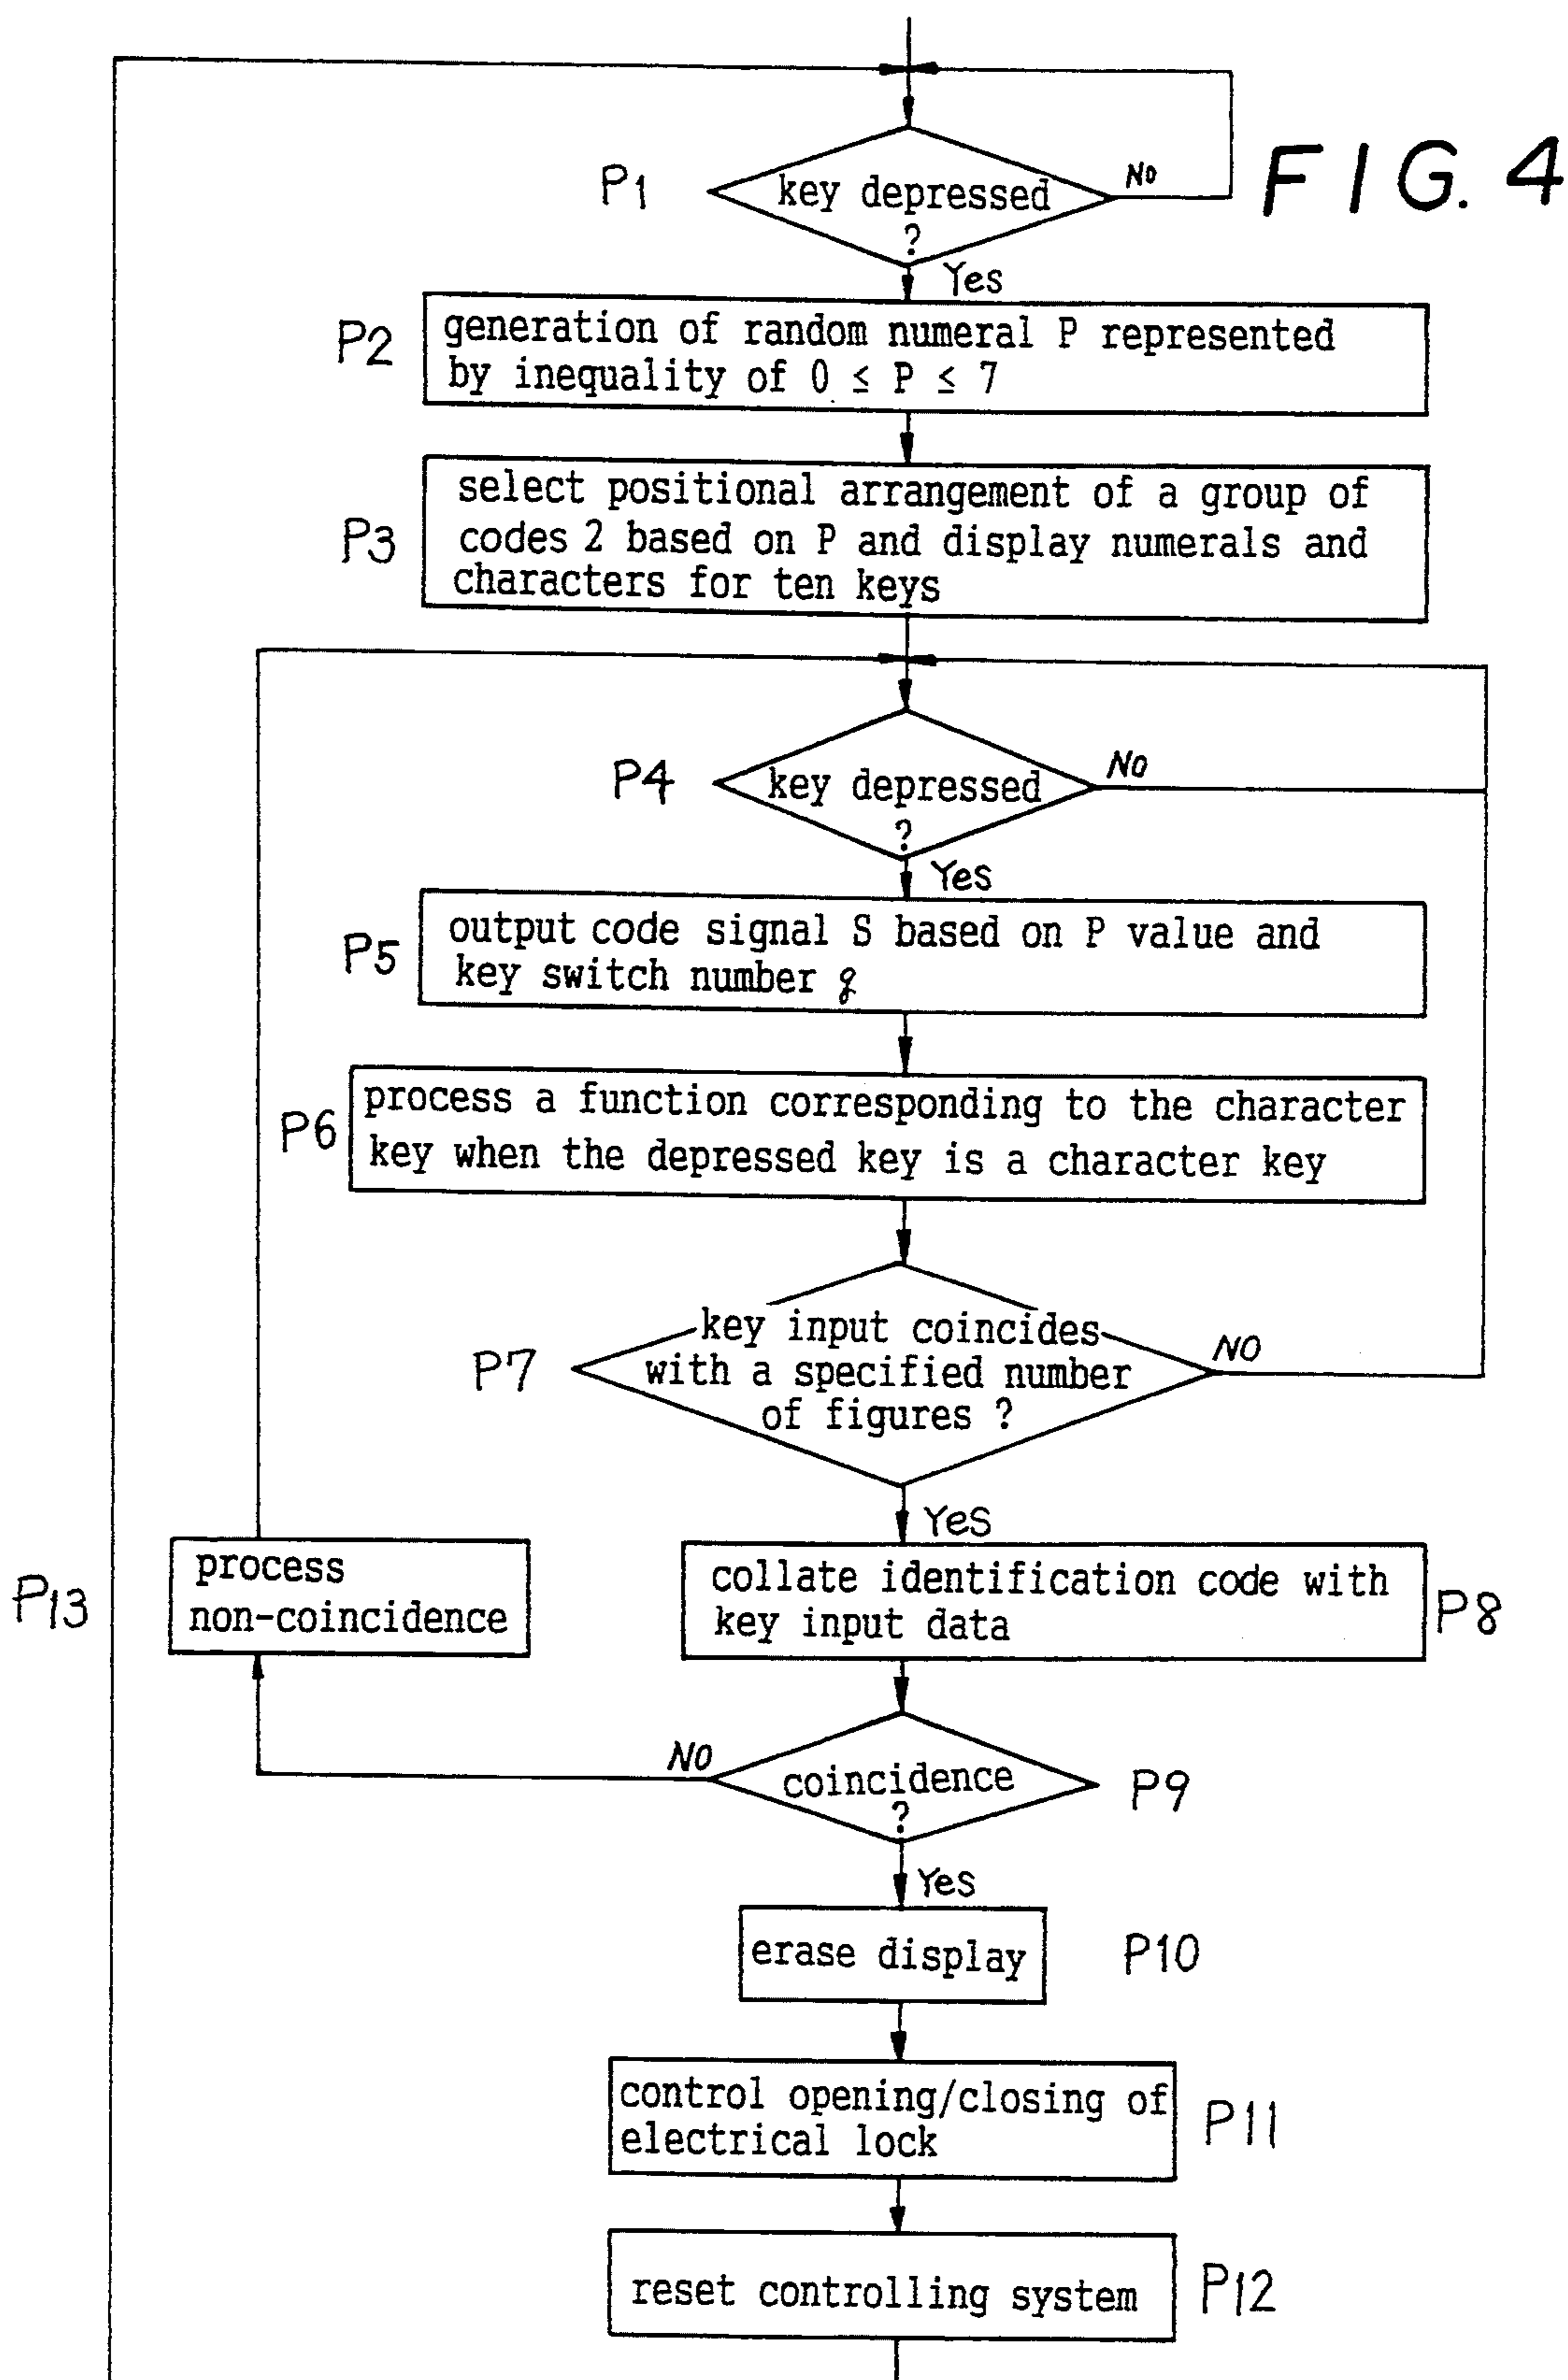 FIG. 4
P1
key depressed
?
NO
Yes
P2
generation of random numeral P represented
by inequality of 0 ≤ P ≤ 7
P3
select positional arrangement of a group of
codes 2 based on P and display numerals and
characters for ten keys
P4
key depressed
?
NO
Yes
P5
output code signal S based on P value and
key switch number q
P6
process a function corresponding to the character
key when the depressed key is a character key
P7
key input coincides
with a specified number
of figures ?
NO
Yes
P13
process
non-coincidence
collate identification code with
key input data
P8
NO
coincidence
?
P9
Yes
erase display
P10
control opening/closing of
electrical lock
P11
reset controlling system
P12